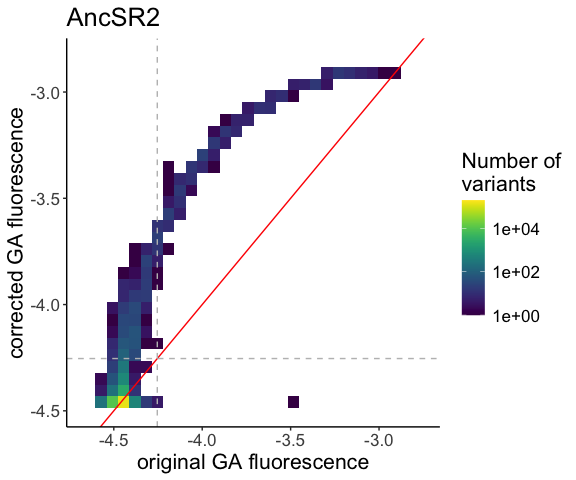 AncSR2
corrected GA fluorescence
-3.0
-3.5
-4.0
-4.5
-4.5 -4.0 -3.5 -3.0
original GA fluorescence
Number of
variants
1e+04
1e+02
1e+00